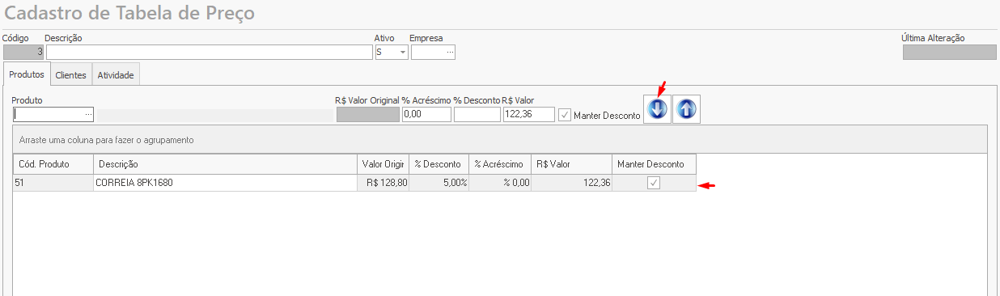 Cadastro de Tabela de Preço
Código Descrição Ativo Empresa Última Alteração
3 S ...
Produtos Clientes Atividade
Produto R$ Valor Original % Acréscimo % Desconto R$ Valor
... 0,00 122,36 Manter Desconto
Arraste uma coluna para fazer o agrupamento
Cód. Produto Descrição Valor Origir % Desconto % Acréscimo R$ Valor Manter Desconto
51 CORREIA 8PK1680 R$ 128,80 5,00% % 0,00 122,36